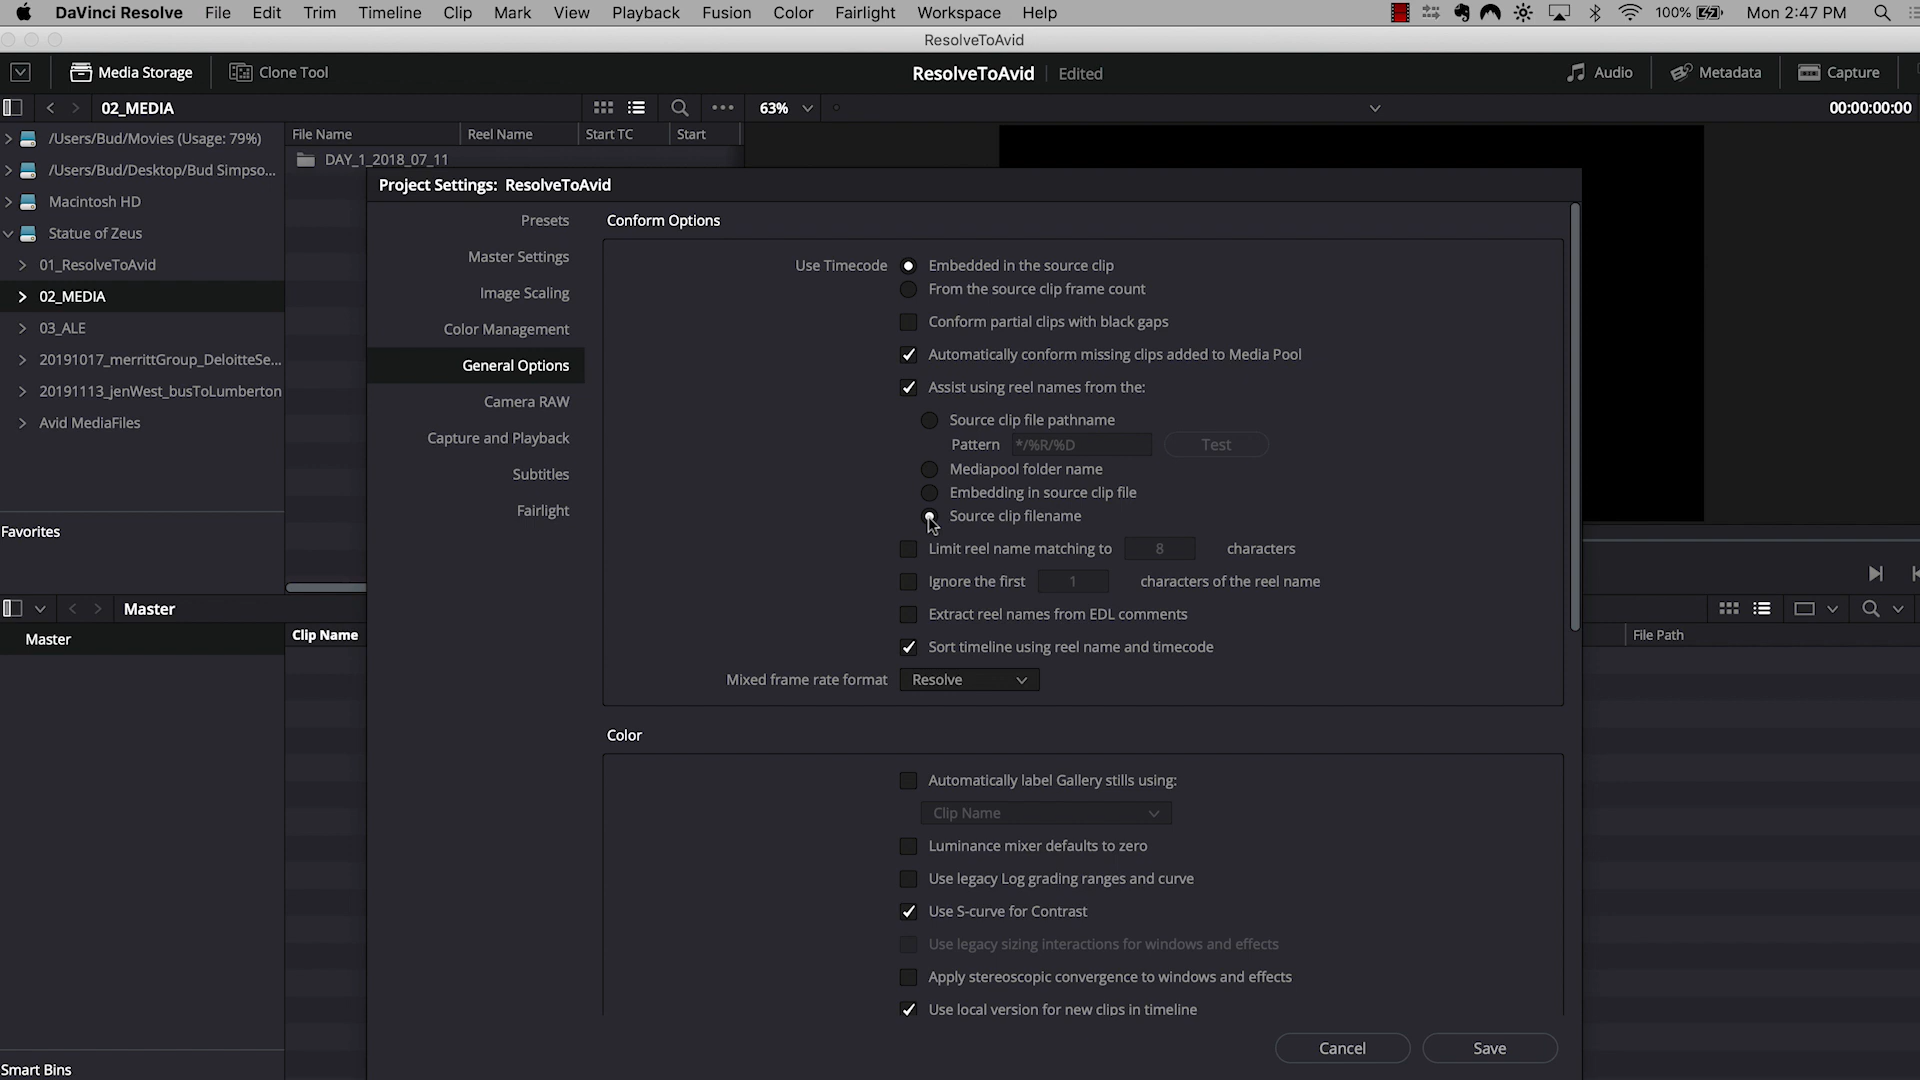 DaVinci Resolve File Edit Trim Timeline Clip Mark View Playback Fusion Color Fairlight Workspace Help 100% Mon 2:47 PM
ResolveToAvid
Media Storage Clone Tool ResolveToAvid Edited Audio Metadata Capture
02_MEDIA 63% 00:00:00:00
/Users/Bud/Movies (Usage: 79%) File Name Reel Name Start TC Start
DAY_1_2018_07_11
/Users/Bud/Desktop/Bud Simpso...
Project Settings: ResolveToAvid
Macintosh HD
Presets Conform Options
Statue of Zeus
Master Settings
01_ResolveToAvid Use Timecode Embedded in the source clip
Image Scaling From the source clip frame count
02_MEDIA
Color Management Conform partial clips with black gaps
03_ALE
General Options Automatically conform missing clips added to Media Pool
20191017_merrittGroup_DeloitteSe...
20191113_jenWest_busToLumberton Assist using reel names from the:
Camera RAW
Avid MediaFiles Source clip file pathname
Capture and Playback Pattern */%R/%D Test
Subtitles Mediapool folder name
Embedding in source clip file
Fairlight Source clip filename
Favorites
Limit reel name matching to 8 characters
Ignore the first 1 characters of the reel name
Master Extract reel names from EDL comments
Master Clip Name File Path
Sort timeline using reel name and timecode
Mixed frame rate format Resolve
Color
Automatically label Gallery stills using:
Clip Name
Luminance mixer defaults to zero
Use legacy Log grading ranges and curve
Use S-curve for Contrast
Use legacy sizing interactions for windows and effects
Apply stereoscopic convergence to windows and effects
Use local version for new clips in timeline
Cancel Save
Smart Bins